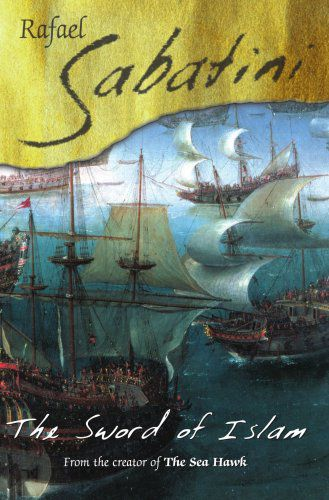 Rafael
Sabatini
The Sword of Islam
From the creator of The Sea Hawk